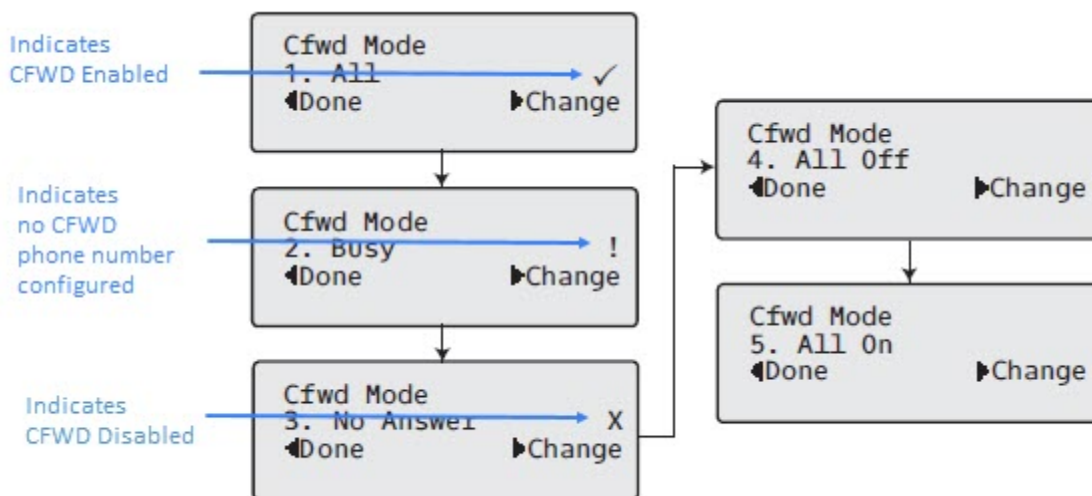 Indicates
CFWD Enabled
Cfwd Mode
1. All ✓
◀Done ▶Change
Indicates
no CFWD
phone number
configured
Cfwd Mode
2. Busy !
◀Done ▶Change
Indicates
CFWD Disabled
Cfwd Mode
3. No Answer X
◀Done ▶Change
Cfwd Mode
4. All Off
◀Done ▶Change
Cfwd Mode
5. All On
◀Done ▶Change